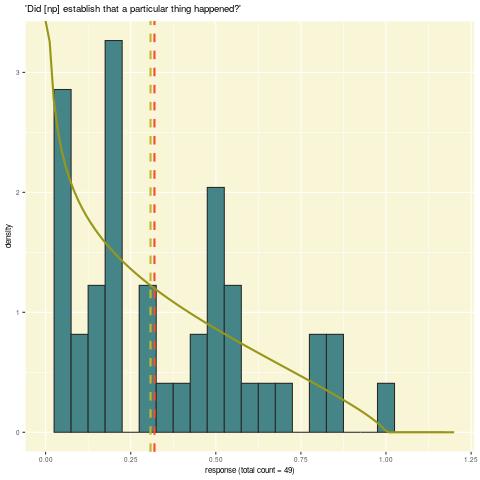 'Did [np] establish that a particular thing happened?'
density
3
2
1
0
0.00 0.25 0.50 0.75 1.00 1.25
response (total count = 49)